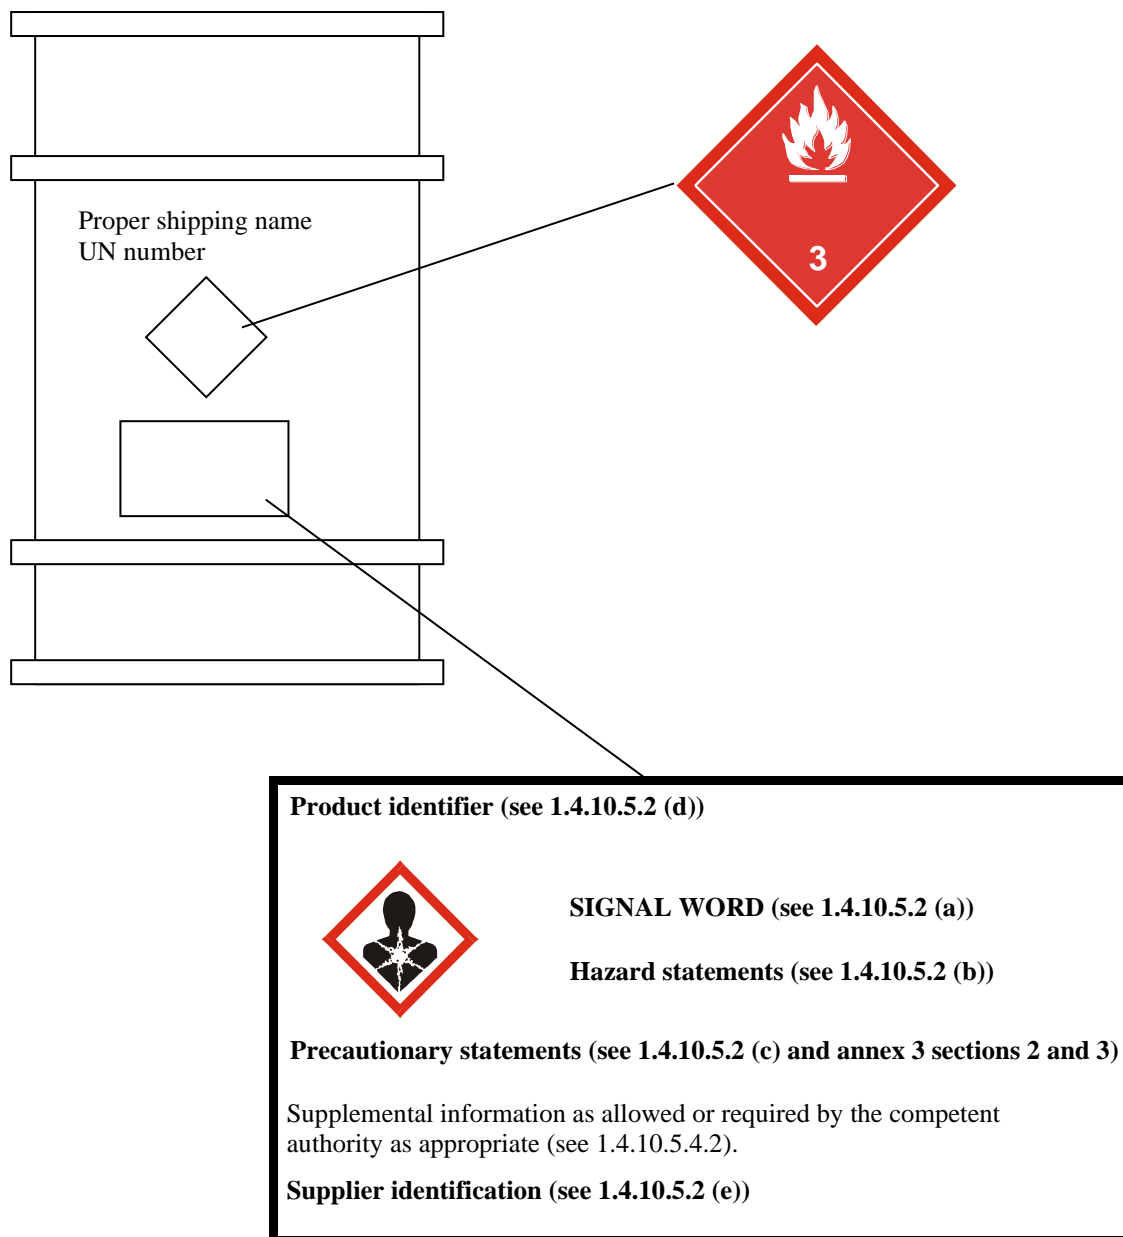 Proper shipping name
UN number
3
Product identifier (see 1.4.10.5.2 (d))
SIGNAL WORD (see 1.4.10.5.2 (a))
Hazard statements (see 1.4.10.5.2 (b))
Precautionary statements (see 1.4.10.5.2 (c) and annex 3 sections 2 and 3)
Supplemental information as allowed or required by the competent
authority as appropriate (see 1.4.10.5.4.2).
Supplier identification (see 1.4.10.5.2 (e))